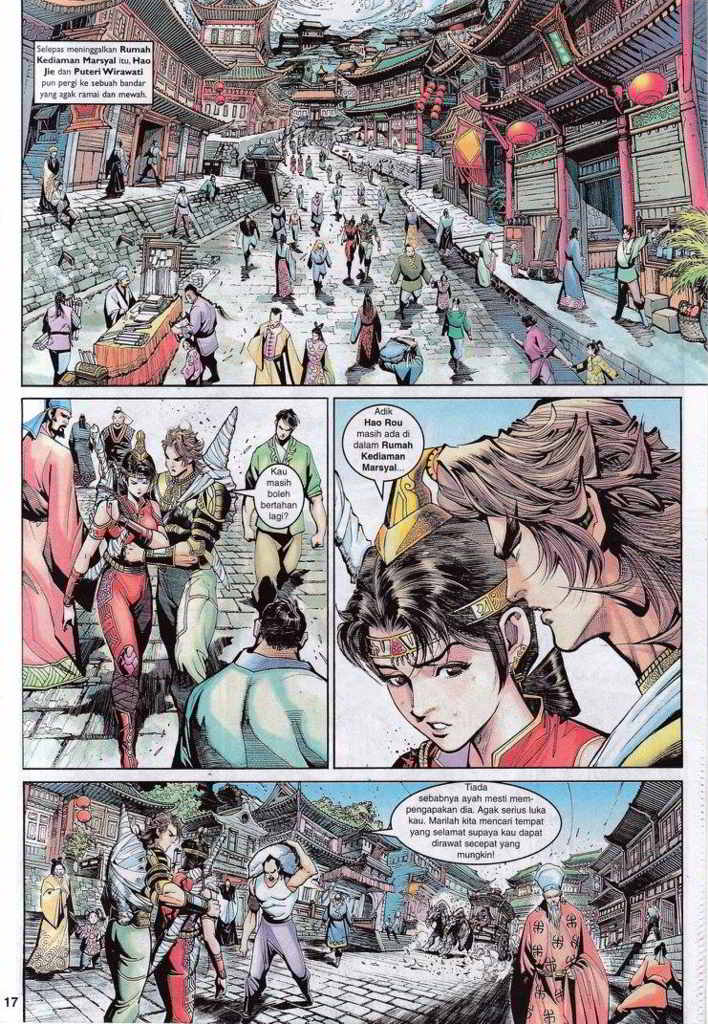 Selepas meninggalkan Rumah
Kediaman Marsyal itu, Hao
Jie dan Puteri Wirawati
pun pergi ke sebuah bandar
yang agak ramai dan mewah.
Kau
masih
boleh
bertahan
lagi?
Adik
Hao Rou
masih ada di
dalam Rumah
Kediaman
Marsyal...
Tiada
sebabnya ayah mesti mem-
pengapakan dia. Agak serius luka
kau. Marilah kita mencari tempat
yang selamat supaya kau dapat
dirawat secepat yang
mungkin!
17